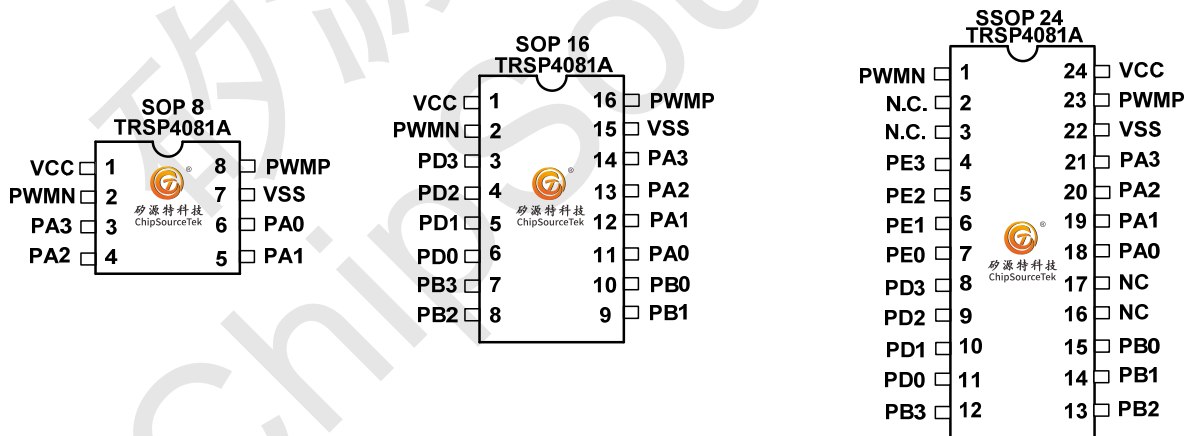 SOP 8
TRSP4081A
VCC 1 8 PWMP
PWMN 2 7 VSS
PA3 3 6 PA0
PA2 4 5 PA1
®
矽源特科技
ChipSourceTek
SOP 16
TRSP4081A
VCC 1 16 PWMP
PWMN 2 15 VSS
PD3 3 14 PA3
PD2 4 13 PA2
PD1 5 12 PA1
PD0 6 11 PA0
PB3 7 10 PB0
PB2 8 9 PB1
®
矽源特科技
ChipSourceTek
SSOP 24
TRSP4081A
PWMN 1 24 VCC
N.C. 2 23 PWMP
N.C. 3 22 VSS
PE3 4 21 PA3
PE2 5 20 PA2
PE1 6 19 PA1
PE0 7 18 PA0
PD3 8 17 NC
PD2 9 16 NC
PD1 10 15 PB0
PD0 11 14 PB1
PB3 12 13 PB2
®
矽源特科技
ChipSourceTek